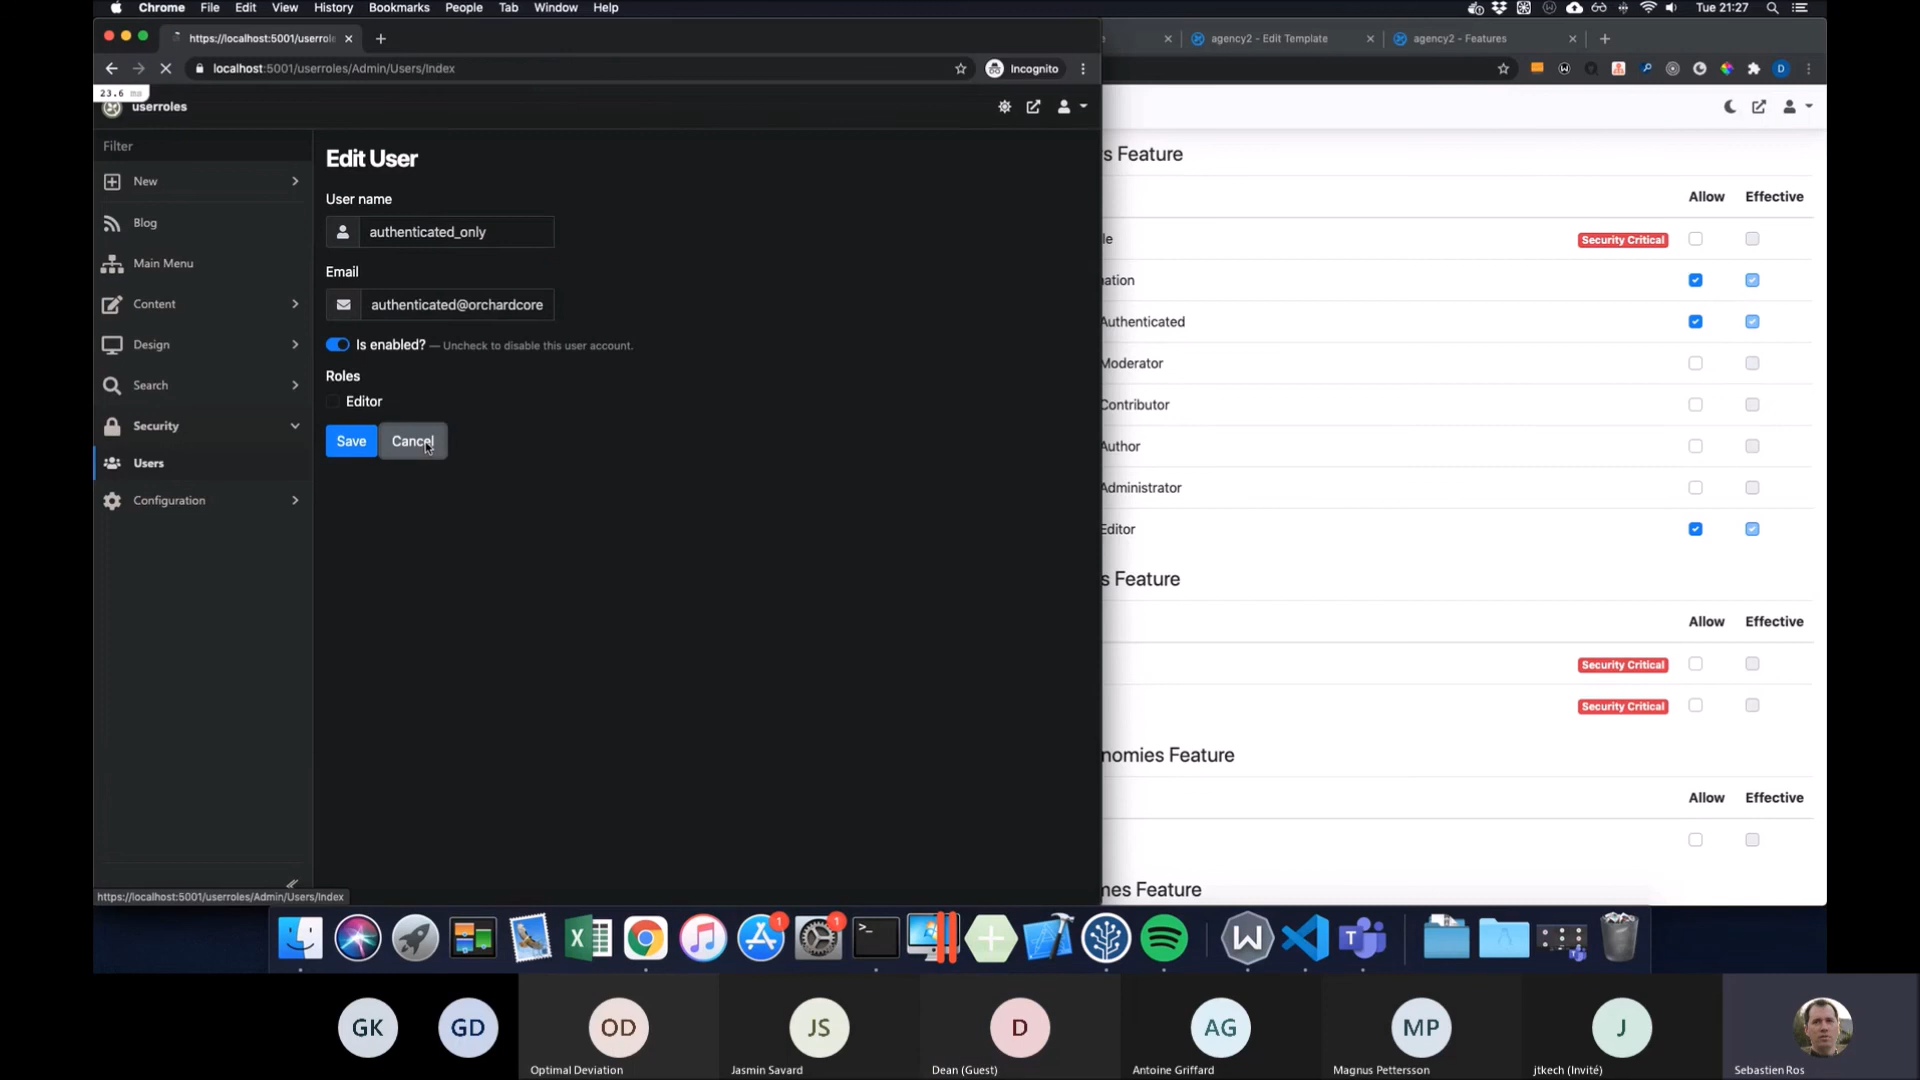 Chrome File Edit View History Bookmarks People Tab Window Help
Tue 21:27
https://localhost:5001/userrole
agency2 - Edit Template
agency2 - Features
localhost:5001/userroles/Admin/Users/Index
Incognito
D
23.6 ms
userroles
Filter
New
Blog
Main Menu
Content
Design
Search
Security
Users
Configuration
https://localhost:5001/userroles/Admin/Users/Index
Edit User
User name
authenticated_only
Email
authenticated@orchardcore
Is enabled? — Uncheck to disable this user account.
Roles
Editor
Save Cancel
s Feature
Allow Effective
le Security Critical
ation
Authenticated
Moderator
Contributor
Author
Administrator
Editor
s Feature
Allow Effective
Security Critical
Security Critical
nomies Feature
Allow Effective
mes Feature
1
1
GK GD OD JS D AG MP J
Optimal Deviation
Jasmin Savard
Dean (Guest)
Antoine Griffard
Magnus Pettersson
jtkech (Invité)
Sebastien Ros